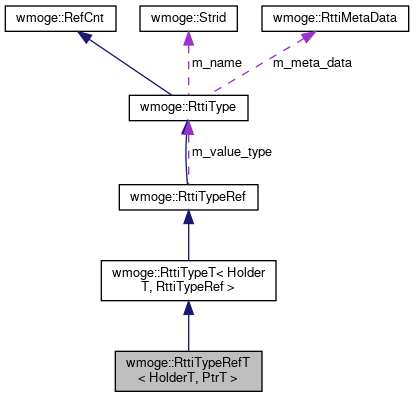 wmoge::RefCnt
wmoge::Strid
wmoge::RttiMetaData
m_name
m_meta_data
wmoge::RttiType
m_value_type
wmoge::RttiTypeRef
wmoge::RttiTypeT< Holder
T, RttiTypeRef >
wmoge::RttiTypeRefT
< HolderT, PtrT >